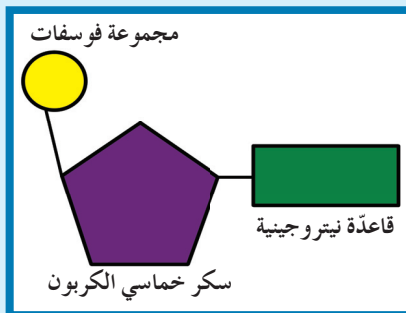 مجموعة فوسفات
قاعدّة نيتروجينية
سكر خماسي الكربون